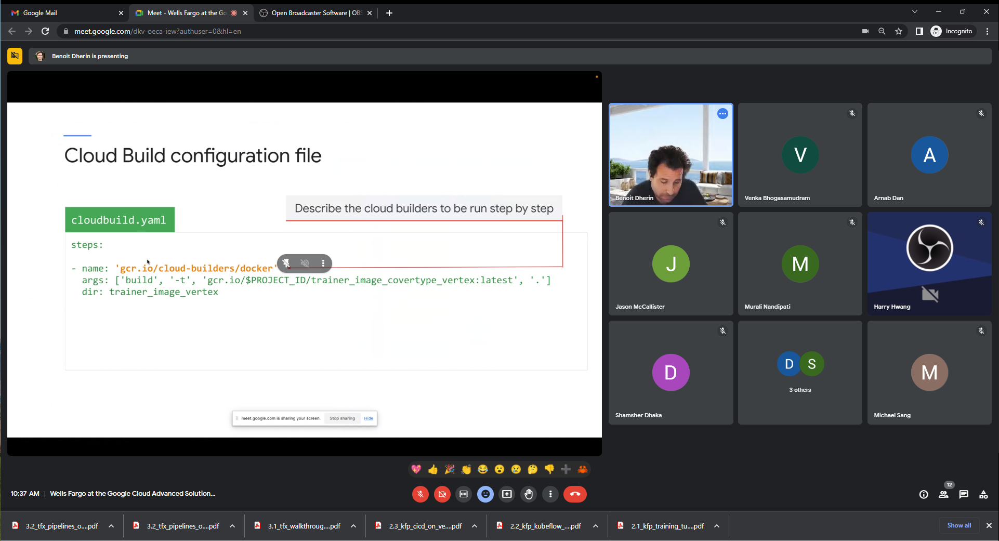 Google Mail
Meet - Wells Fargo at the Go
Open Broadcaster Software | OBS
meet.google.com/dkv-oeca-iew?authuser=0&hl=en
Incognito
Benoit Dherin is presenting
Cloud Build configuration file
Describe the cloud builders to be run step by step
cloudbuild.yaml
steps:
- name: 'gcr.io/cloud-builders/docker'
args: ['build', '-t', 'gcr.io/$PROJECT_ID/trainer_image_covertype_vertex:latest', '.']
dir: trainer_image_vertex
meet.google.com is sharing your screen.
Stop sharing
Hide
Benoit Dherin
V
Venka Bhogasamudram
A
Arnab Dan
J
Jason McCallister
M
Murali Nandipati
Harry Hwang
D
Shamsher Dhaka
D S
3 others
M
Michael Sang
10:37 AM | Wells Fargo at the Google Cloud Advanced Solution...
12
3.2_tfx_pipelines_o....pdf
3.2_tfx_pipelines_o....pdf
3.1_tfx_walkthroug....pdf
2.3_kfp_cicd_on_ve....pdf
2.2_kfp_kubeflow_....pdf
2.1_kfp_training_tu....pdf
Show all